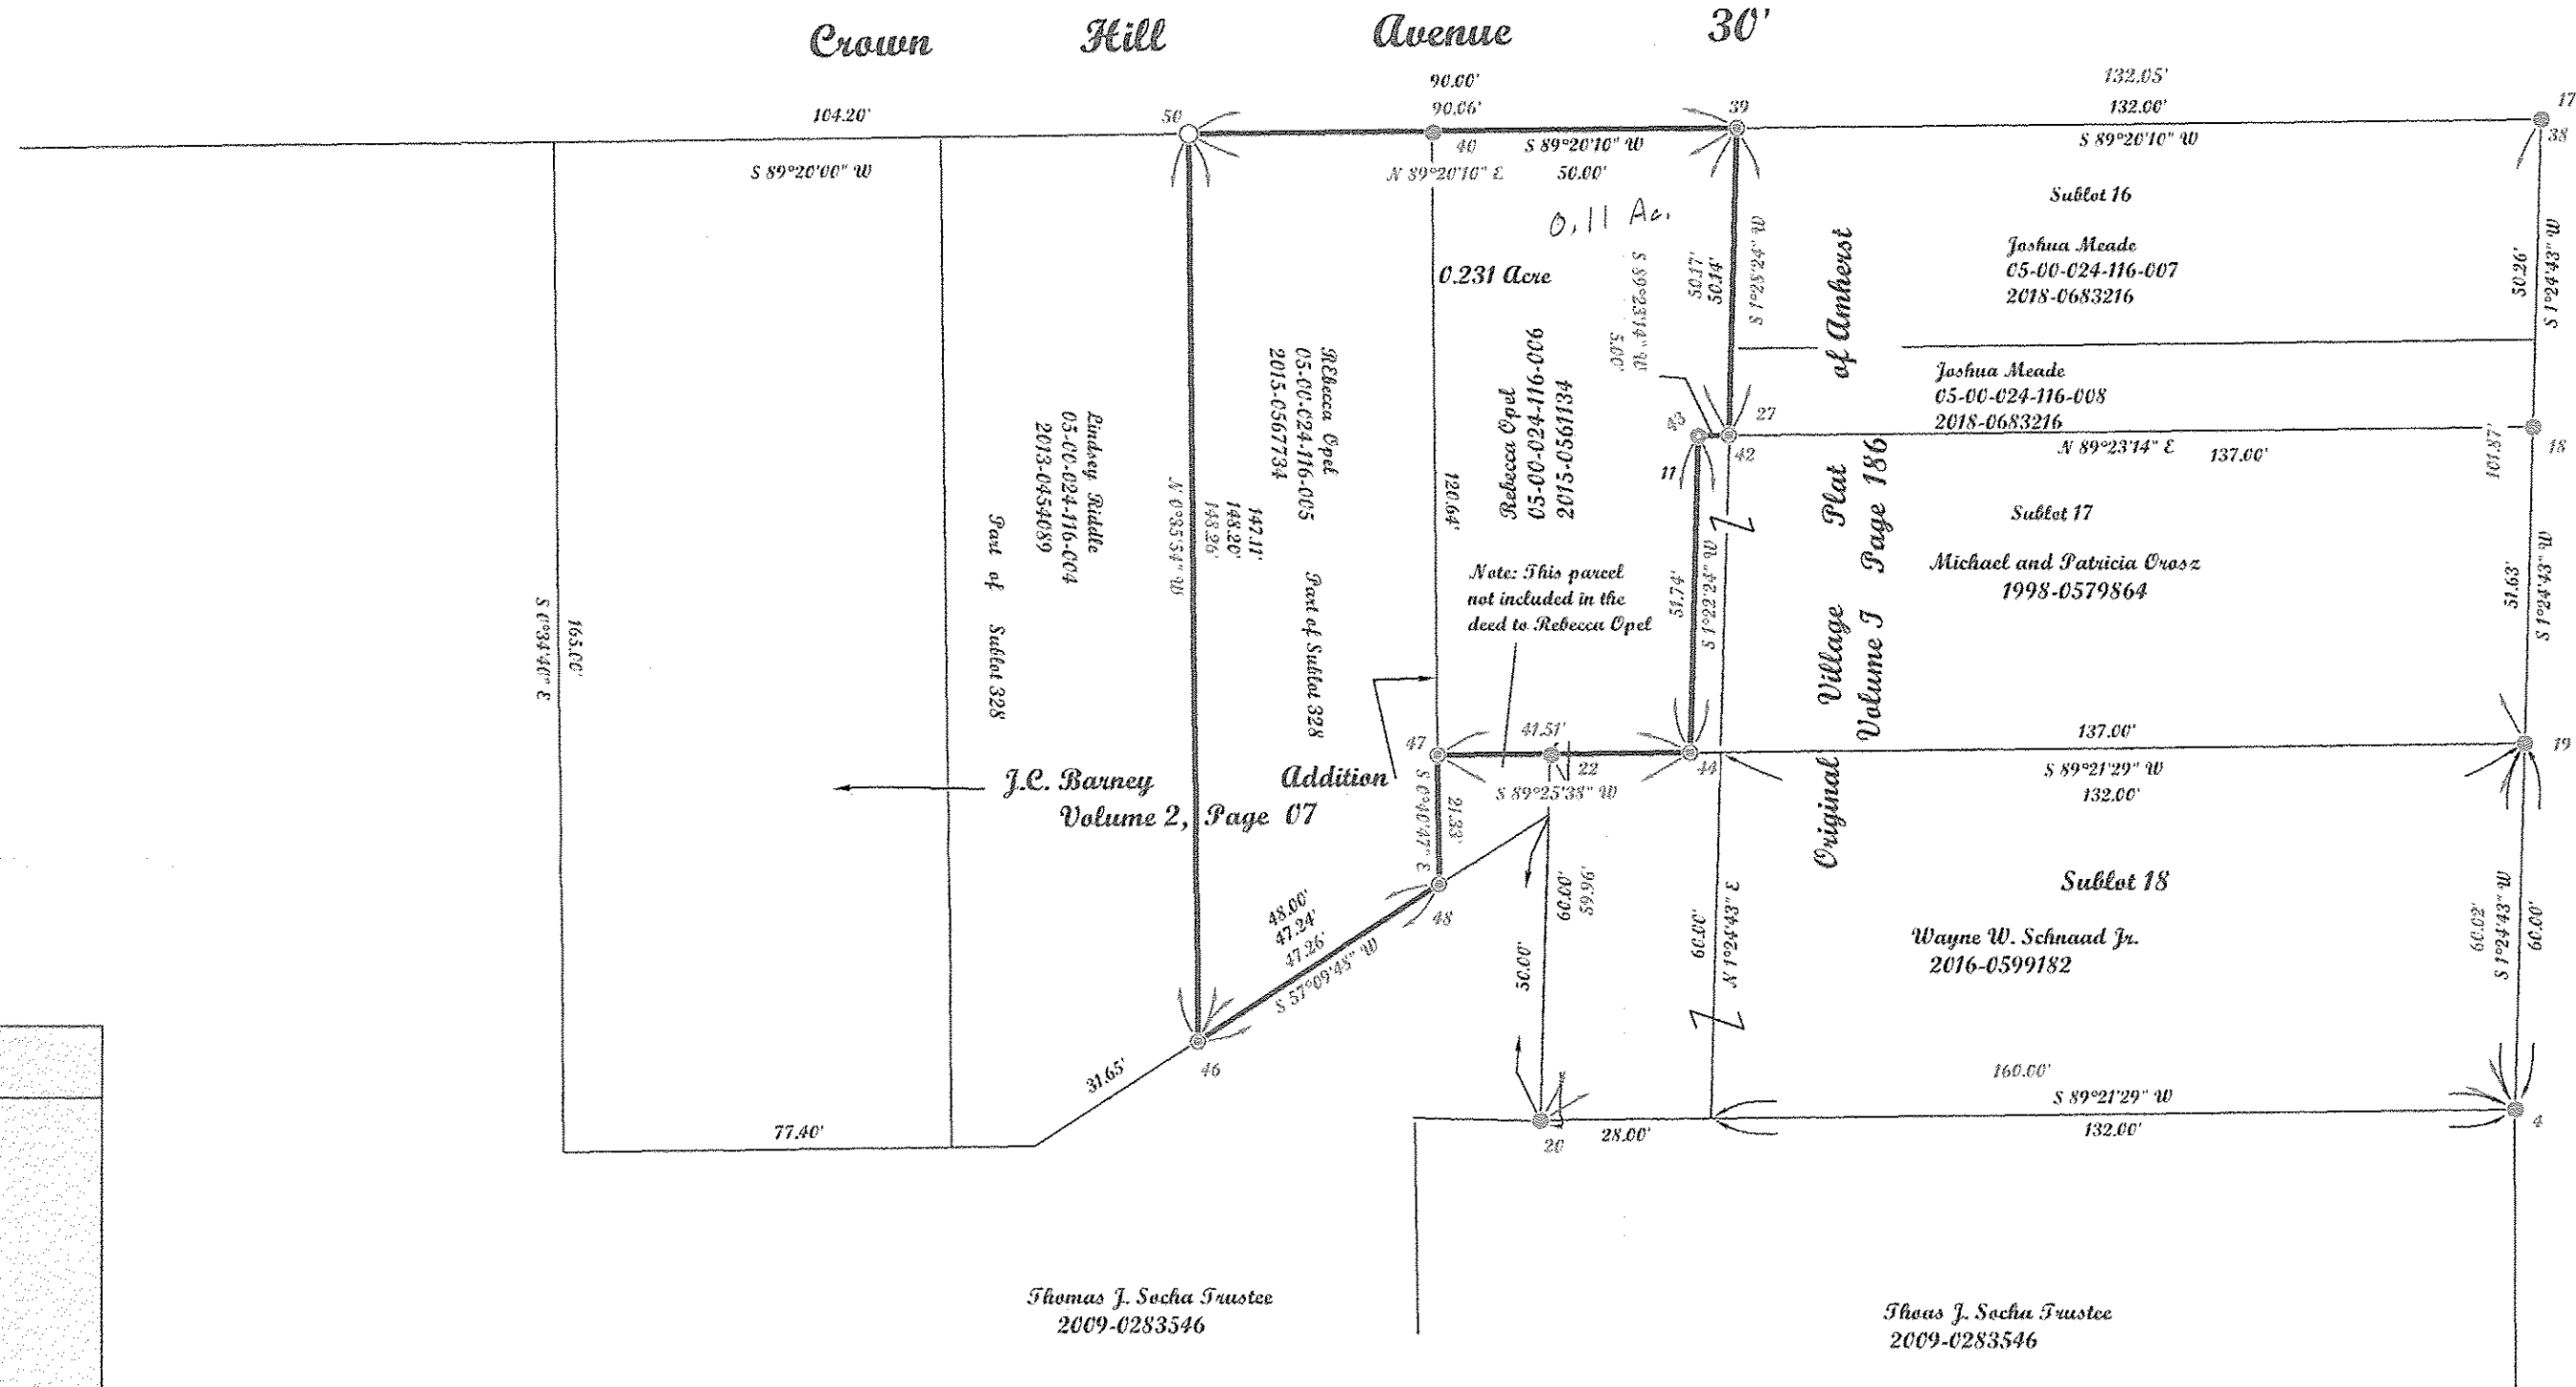 Crown Hill Avenue 30'
90.00'
132.05'
104.20'
50
90.06'
39
132.00'
17
38
S 89°20'00" W
40
S 89°20'10" W
S 89°20'10" W
N 89°20'10" E
50.00'
0.11 Ac.
Sublot 16
Joshua Meade
05-00-024-116-007
2018-0683216
50.26'
S 1°24'43" W
0.231 Acre
S 89°23'14" W
5.00'
50.17'
50.14'
S 1°28'24" W
of Amherst
Joshua Meade
05-00-024-116-008
2018-0683216
27
42
N 89°23'14" E
137.00'
18
101.87'
11
Lindsey Riddle
05-00-024-116-004
2013-0454089
Part of Sublot 328
N 0°35'54" W
147.11'
148.20'
148.26'
REbecca Opel
05-00-024-116-005
2015-0567734
Part of Sublot 328
120.64'
Rebecca Opel
05-00-024-116-006
2015-0561134
Note: This parcel
not included in the
deed to Rebecca Opel
51.74'
S 1°22'24" W
Original Village Plat
Volume I Page 186
Sublot 17
Michael and Patricia Orosz
1998-0579864
51.63'
S 1°24'43" W
165.00'
S 0°34'40" E
47
41.51'
22
44
S 89°25'38" W
137.00'
19
S 89°21'29" W
132.00'
J.C. Barney Addition
Volume 2, Page 07
S 0°40'47" E
21.33'
48
48.00'
47.24'
47.26'
S 57°09'48" W
46
31.65'
77.40'
50.00'
60.00'
59.96'
60.00'
N 1°24'43" E
Sublot 18
Wayne W. Schnaad Jr.
2016-0599182
60.02'
S 1°24'43" W
60.00'
160.00'
S 89°21'29" W
132.00'
4
20
28.00'
Thomas J. Socha Trustee
2009-0283546
Thoas J. Socha Trustee
2009-0283546